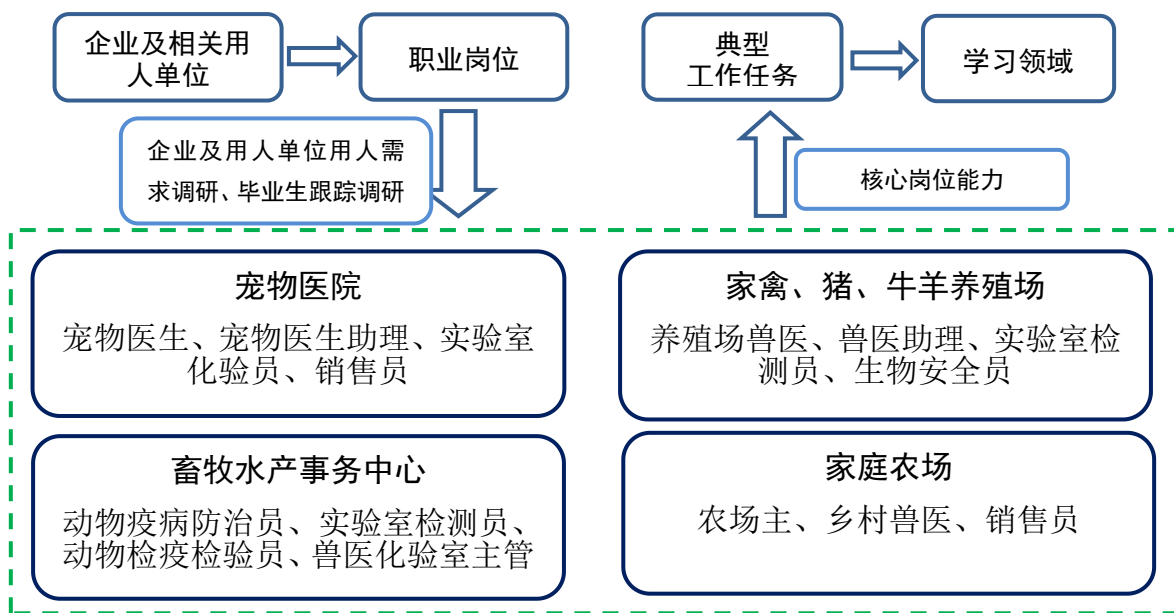 企业及相关用
人单位
职业岗位
典型
工作任务
学习领域
企业及用人单位用人需
求调研、毕业生跟踪调研
核心岗位能力
宠物医院
宠物医生、宠物医生助理、实验室
化验员、销售员
家禽、猪、牛羊养殖场
养殖场兽医、兽医助理、实验室检
测员、生物安全员
畜牧水产事务中心
动物疫病防治员、实验室检测员、
动物检疫检验员、兽医化验室主管
家庭农场
农场主、乡村兽医、销售员